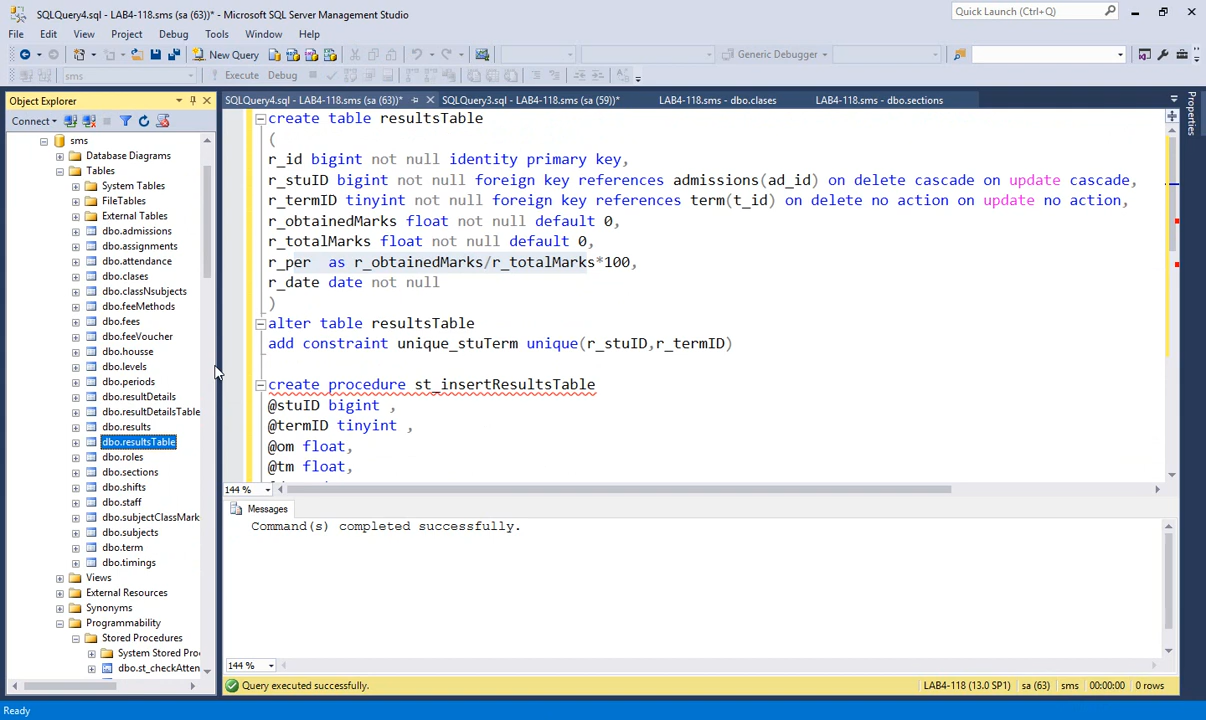 SQLQuery4.sql - LAB4-118.sms (sa (63))* - Microsoft SQL Server Management Studio
Quick Launch (Ctrl+Q)
File Edit View Project Debug Tools Window Help
New Query
Generic Debugger
sms
Execute Debug
Object Explorer
SQLQuery4.sql - LAB4-118.sms (sa (63))*
SQLQuery3.sql - LAB4-118.sms (sa (59))*
LAB4-118.sms - dbo.clases
LAB4-118.sms - dbo.sections
Properties
Connect
sms
Database Diagrams
Tables
System Tables
FileTables
External Tables
dbo.admissions
dbo.assignments
dbo.attendance
dbo.clases
dbo.classNsubjects
dbo.feeMethods
dbo.fees
dbo.feeVoucher
dbo.housse
dbo.levels
dbo.periods
dbo.resultDetails
dbo.resultDetailsTable
dbo.results
dbo.resultsTable
dbo.roles
dbo.sections
dbo.shifts
dbo.staff
dbo.subjectClassMark
dbo.subjects
dbo.term
dbo.timings
Views
External Resources
Synonyms
Programmability
Stored Procedures
System Stored Pro
dbo.st_checkAtten
create table resultsTable
(
r_id bigint not null identity primary key,
r_stuID bigint not null foreign key references admissions(ad_id) on delete cascade on update cascade,
r_termID tinyint not null foreign key references term(t_id) on delete no action on update no action,
r_obtainedMarks float not null default 0,
r_totalMarks float not null default 0,
r_per  as r_obtainedMarks/r_totalMarks*100,
r_date date not null
)
alter table resultsTable
add constraint unique_stuTerm unique(r_stuID,r_termID)
create procedure st_insertResultsTable
@stuID bigint ,
@termID tinyint ,
@om float,
@tm float,
144 %
Messages
Command(s) completed successfully.
144 %
Query executed successfully.
LAB4-118 (13.0 SP1) sa (63) sms 00:00:00 0 rows
Ready